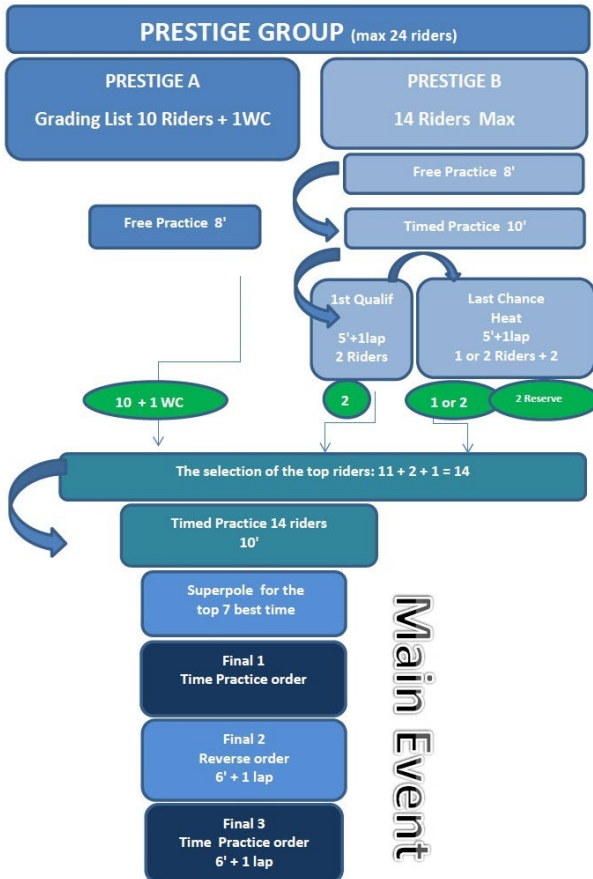 PRESTIGE GROUP (max 24 riders)
PRESTIGE A
Grading List 10 Riders + 1WC
PRESTIGE B
14 Riders Max
Free Practice 8'
Free Practice 8'
Timed Practice 10'
1st Qualif
5'+1lap
2 Riders
Last Chance
Heat
5'+1lap
1 or 2 Riders + 2
10 + 1 WC
2
1 or 2
2 Reserve
The selection of the top riders: 11 + 2 + 1 = 14
Timed Practice 14 riders
10'
Superpole for the
top 7 best time
Final 1
Time Practice order
Final 2
Reverse order
6' + 1 lap
Final 3
Time Practice order
6' + 1 lap
Main Event